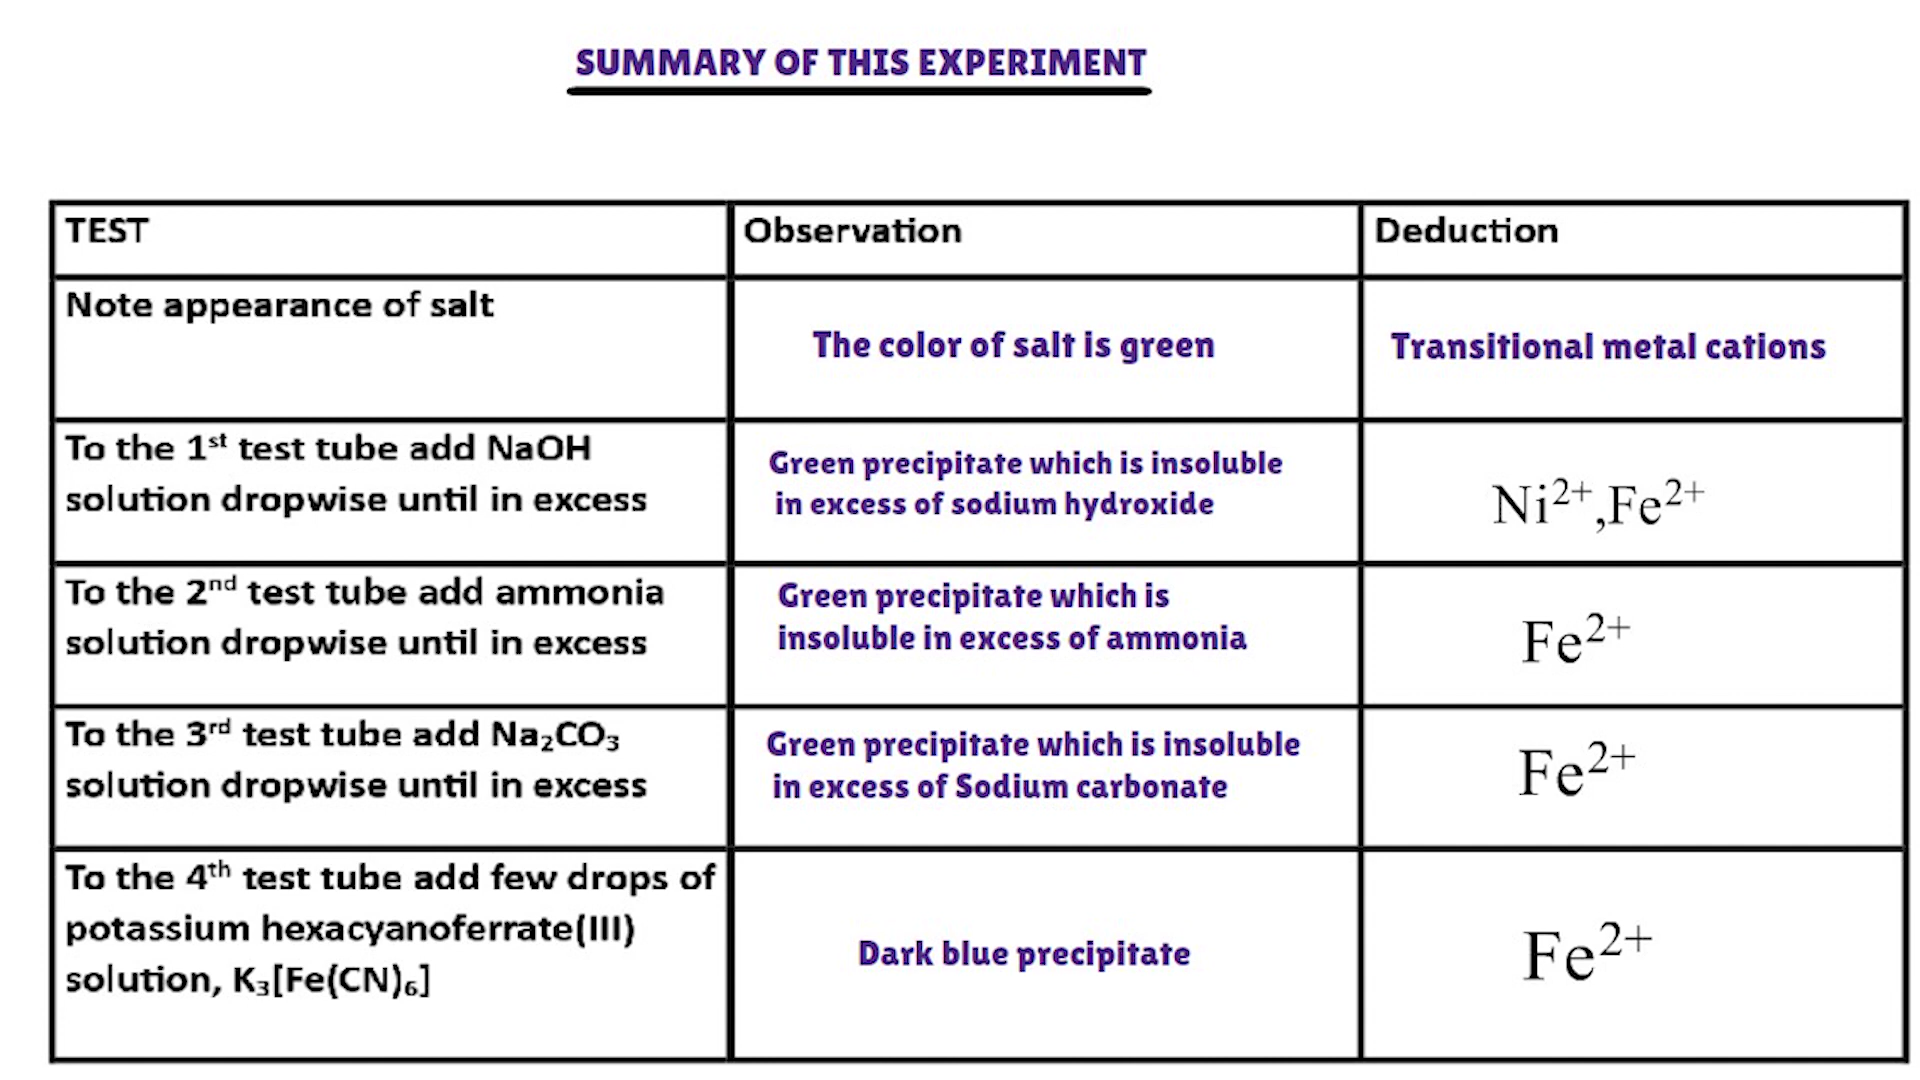 SUMMARY OF THIS EXPERIMENT
TEST
Observation
Deduction
Note appearance of salt
The color of salt is green
Transitional metal cations
To the 1ˢᵗ test tube add NaOH
solution dropwise until in excess
Green precipitate which is insoluble
in excess of sodium hydroxide
Ni²⁺,Fe²⁺
To the 2ⁿᵈ test tube add ammonia
solution dropwise until in excess
Green precipitate which is
insoluble in excess of ammonia
Fe²⁺
To the 3ʳᵈ test tube add Na₂CO₃
solution dropwise until in excess
Green precipitate which is insoluble
in excess of Sodium carbonate
Fe²⁺
To the 4ᵗʰ test tube add few drops of
potassium hexacyanoferrate(III)
solution, K₃[Fe(CN)₆]
Dark blue precipitate
Fe²⁺